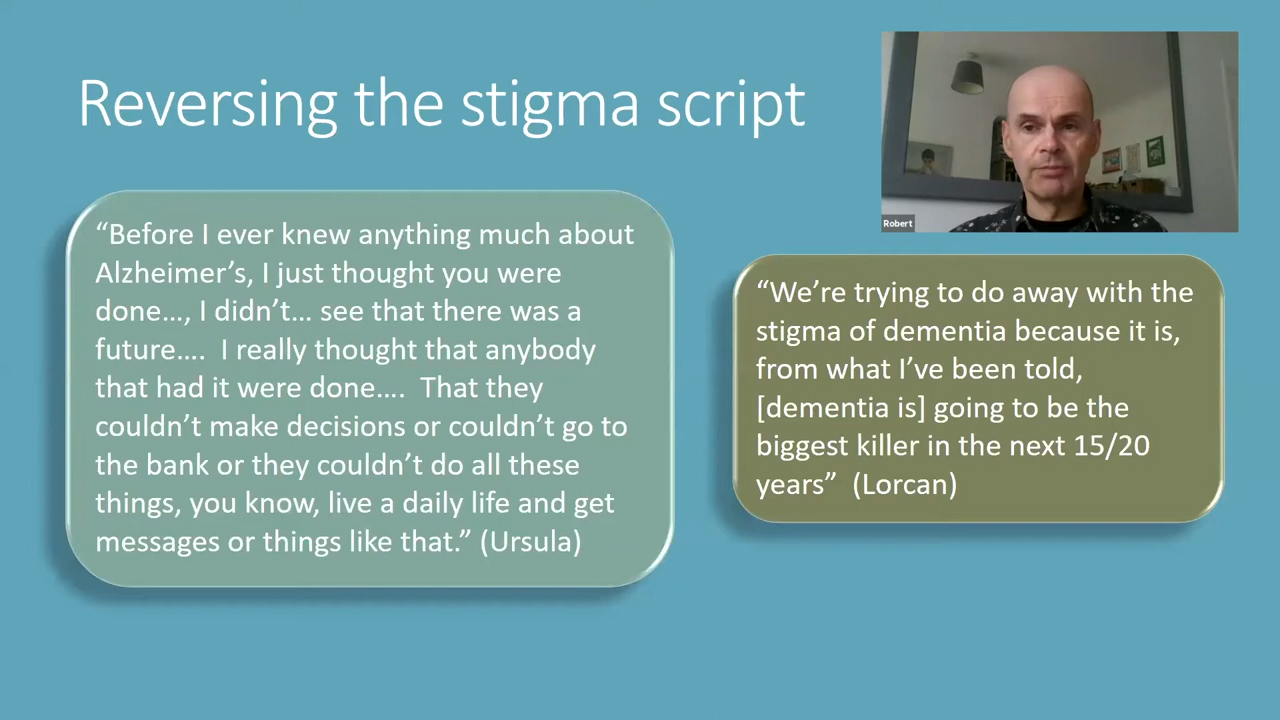 Reversing the stigma script
Robert
“Before I ever knew anything much about
Alzheimer’s, I just thought you were
done…, I didn’t… see that there was a
future….  I really thought that anybody
that had it were done….  That they
couldn’t make decisions or couldn’t go to
the bank or they couldn’t do all these
things, you know, live a daily life and get
messages or things like that.” (Ursula)
“We’re trying to do away with the
stigma of dementia because it is,
from what I’ve been told,
[dementia is] going to be the
biggest killer in the next 15/20
years”  (Lorcan)